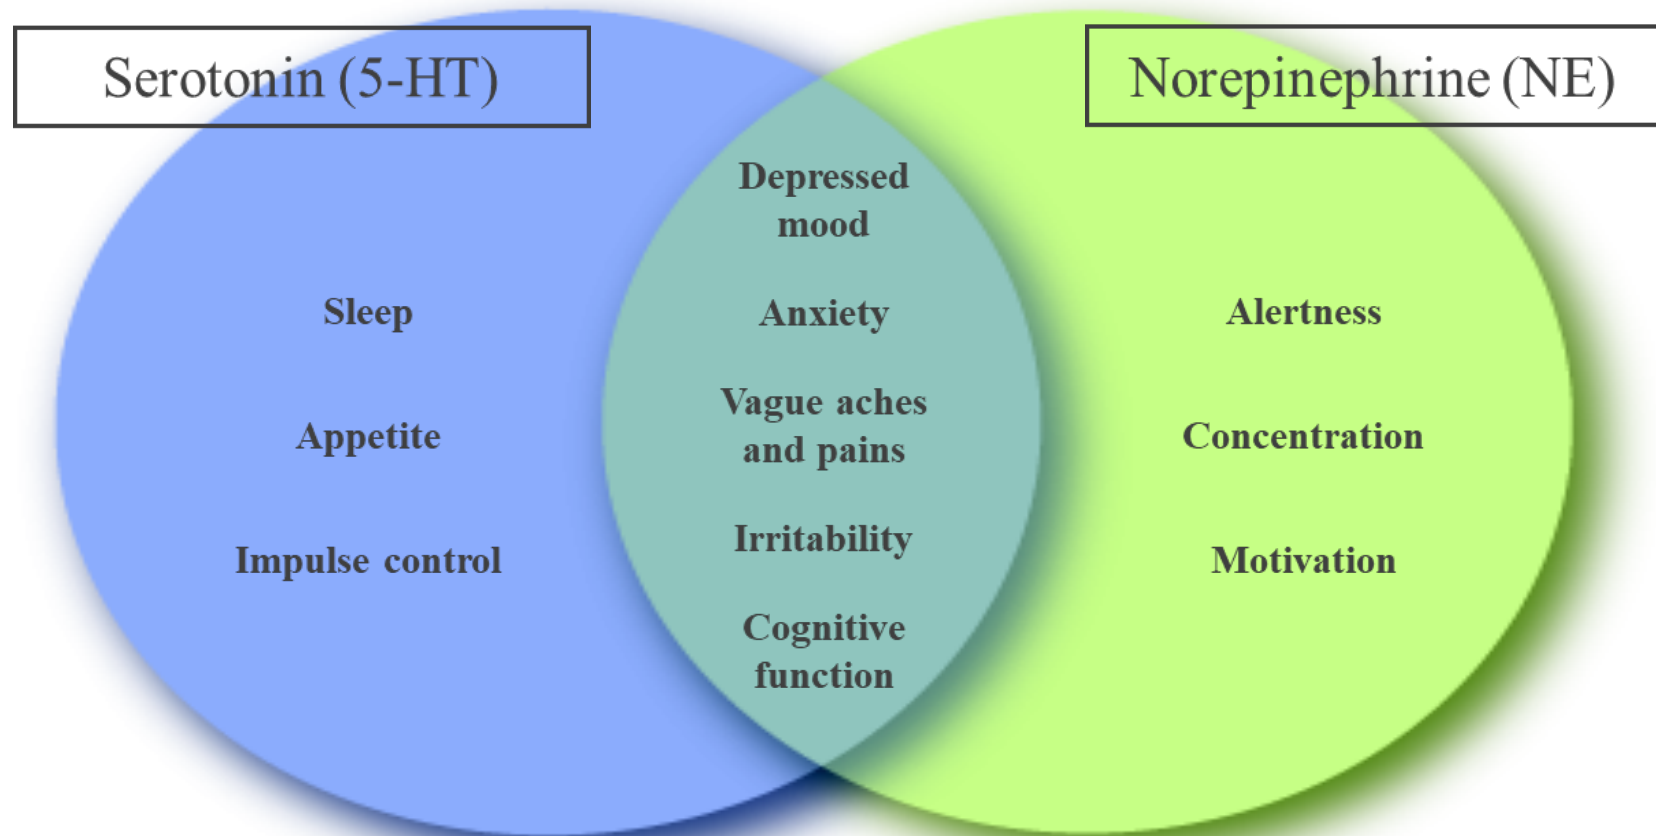 Serotonin (5-HT)
Norepinephrine (NE)
Sleep
Appetite
Impulse control
Depressed
mood
Anxiety
Vague aches
and pains
Irritability
Cognitive
function
Alertness
Concentration
Motivation